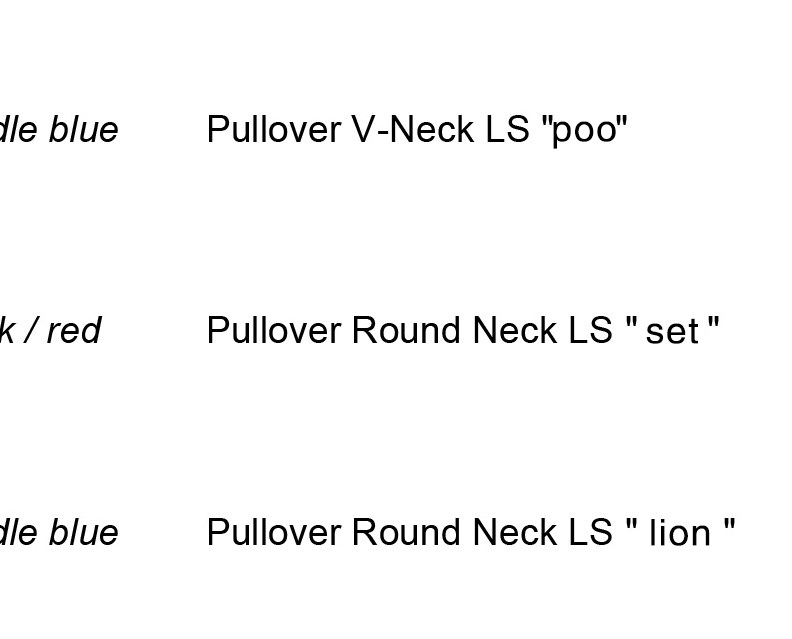 dle blue Pullover V-Neck LS "poo"
k / red Pullover Round Neck LS " set "
dle blue Pullover Round Neck LS " lion "